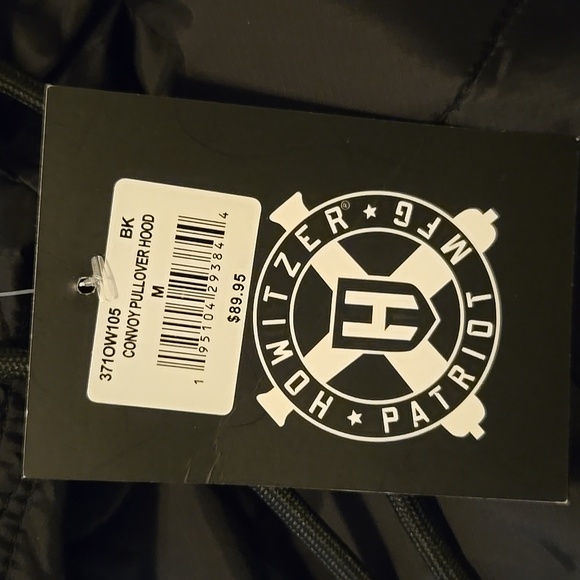 371OW105 BK
CONVOY PULLOVER HOOD
M
1 95104 29384 4
$89.95
HOWITZER® ★ PATRIOT MFG ★
H